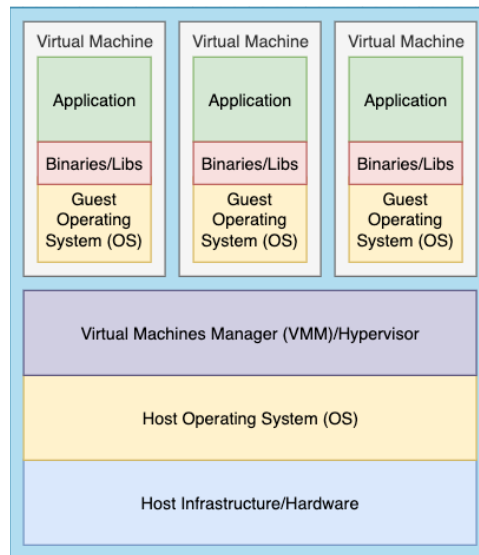 Virtual Machine
Application
Binaries/Libs
Guest
Operating
System (OS)
Virtual Machine
Application
Binaries/Libs
Guest
Operating
System (OS)
Virtual Machine
Application
Binaries/Libs
Guest
Operating
System (OS)
Virtual Machines Manager (VMM)/Hypervisor
Host Operating System (OS)
Host Infrastructure/Hardware